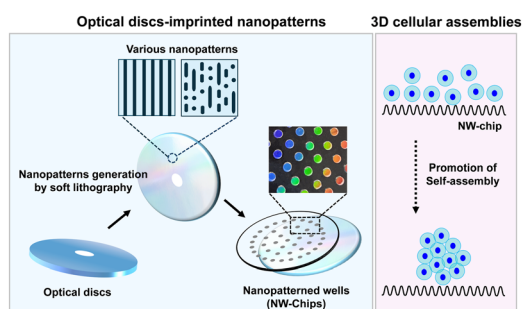 Optical discs-imprinted nanopatterns
3D cellular assemblies
Various nanopatterns
Nanopatterns generation
by soft lithography
Optical discs
Nanopatterned wells
(NW-Chips)
NW-chip
Promotion of
Self-assembly